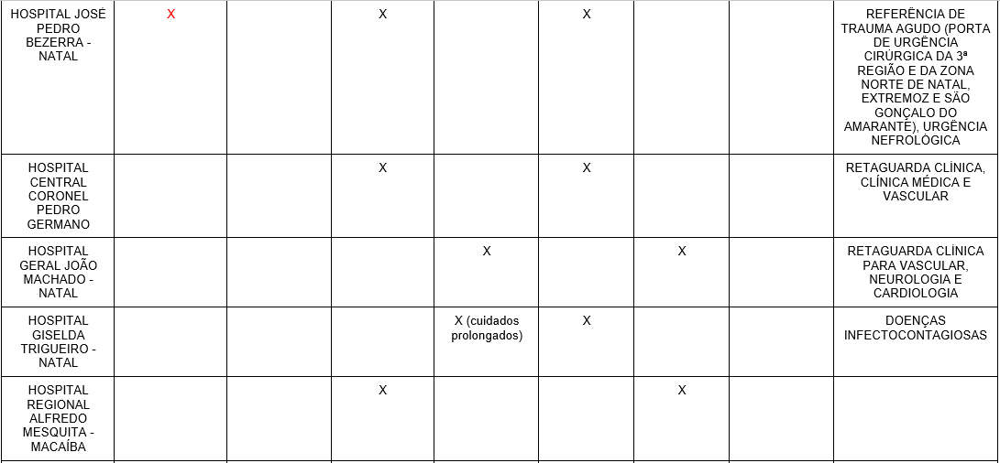 HOSPITAL JOSÉ
PEDRO
BEZERRA -
NATAL
X
X
X
REFERÊNCIA DE
TRAUMA AGUDO (PORTA
DE URGÊNCIA
CIRÚRGICA DA 3ª
REGIÃO E DA ZONA
NORTE DE NATAL,
EXTREMOZ E SÃO
GONÇALO DO
AMARANTE), URGÊNCIA
NEFROLÓGICA
HOSPITAL
CENTRAL
CORONEL
PEDRO
GERMANO
X
X
RETAGUARDA CLÍNICA,
CLÍNICA MÉDICA E
VASCULAR
HOSPITAL
GERAL JOÃO
MACHADO -
NATAL
X
X
RETAGUARDA CLÍNICA
PARA VASCULAR,
NEUROLOGIA E
CARDIOLOGIA
HOSPITAL
GISELDA
TRIGUEIRO -
NATAL
X (cuidados
prolongados)
X
DOENÇAS
INFECTOCONTAGIOSAS
HOSPITAL
REGIONAL
ALFREDO
MESQUITA -
MACAÍBA
X
X